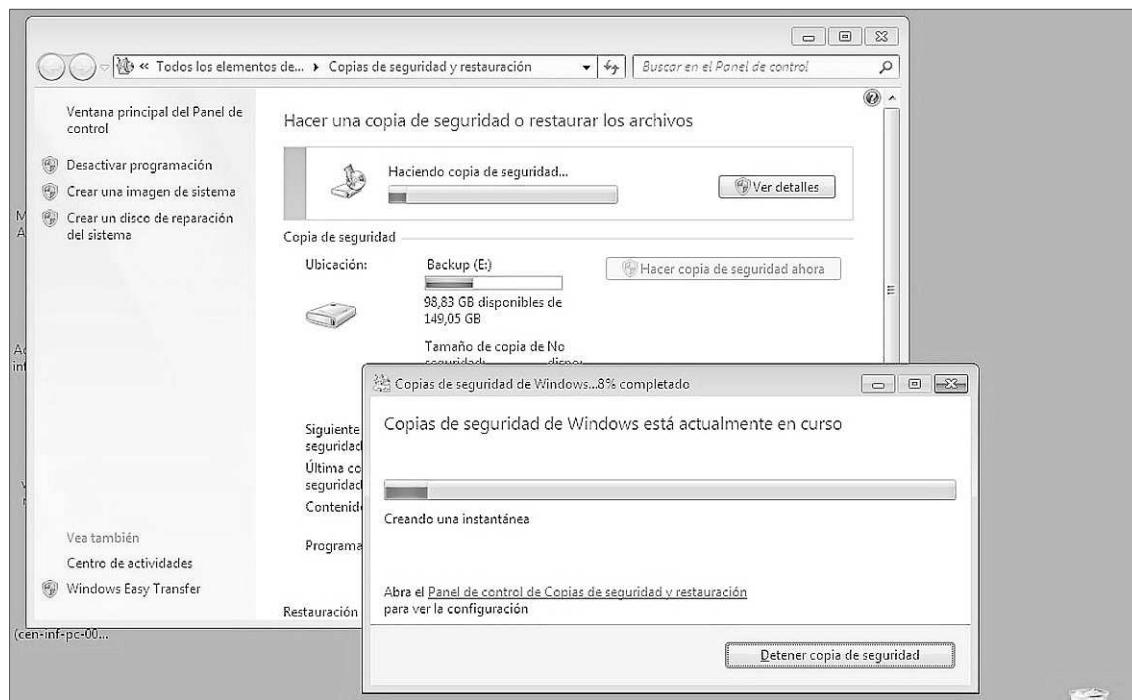 « Todos los elementos de... ▸ Copias de seguridad y restauración
Buscar en el Panel de control
Ventana principal del Panel de
control
Desactivar programación
Crear una imagen de sistema
Crear un disco de reparación
del sistema
Vea también
Centro de actividades
Windows Easy Transfer
Hacer una copia de seguridad o restaurar los archivos
Haciendo copia de seguridad...
Ver detalles
Copia de seguridad
Ubicación:
Backup (E:)
Hacer copia de seguridad ahora
98,83 GB disponibles de
149,05 GB
Tamaño de copia de No
Siguiente
seguridad
Última co
seguridad
Contenid
Programa
Restauración
Copias de seguridad de Windows...8% completado
Copias de seguridad de Windows está actualmente en curso
Creando una instantánea
Abra el Panel de control de Copias de seguridad y restauración
para ver la configuración
Detener copia de seguridad
(cen-inf-pc-00...